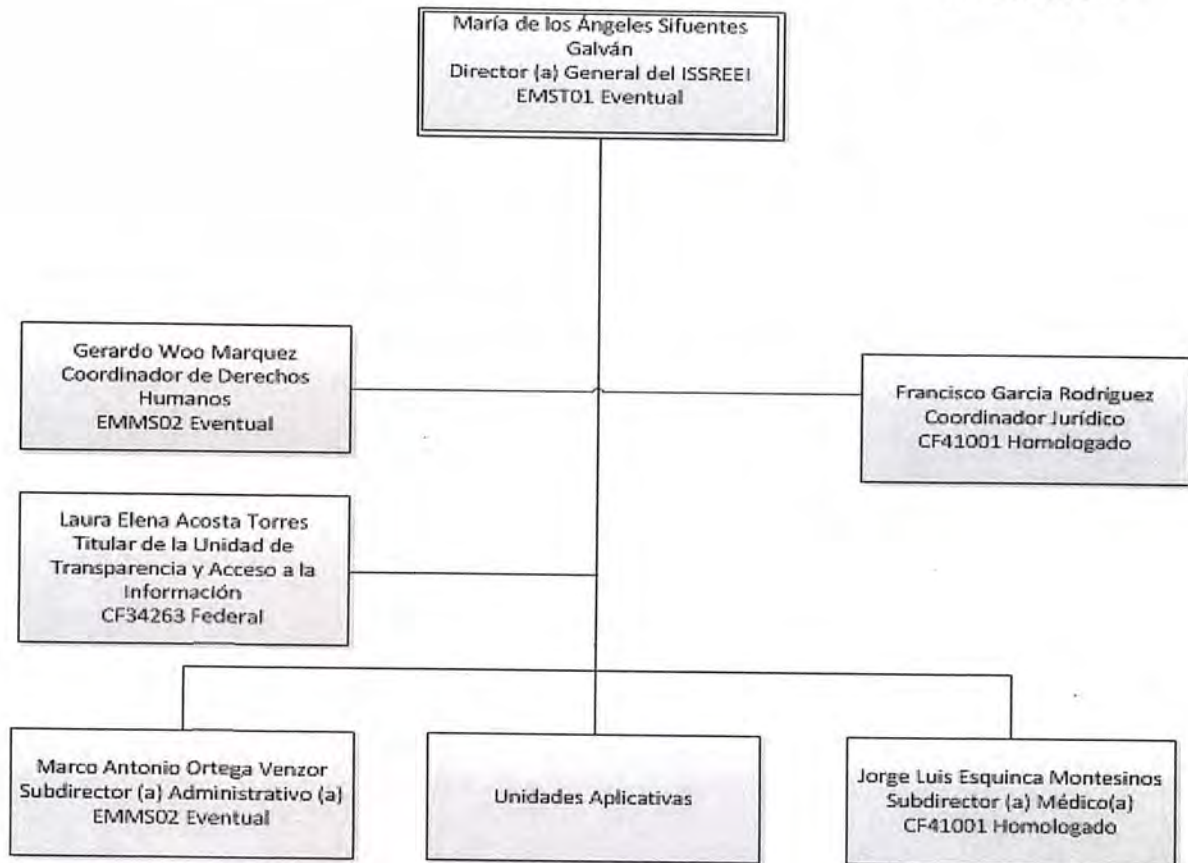 María de los Ángeles Sifuentes
Galván
Director (a) General del ISSREEI
EMST01 Eventual
Gerardo Woo Marquez
Coordinador de Derechos
Humanos
EMMS02 Eventual
Francisco García Rodríguez
Coordinador Jurídico
CF41001 Homologado
Laura Elena Acosta Torres
Titular de la Unidad de
Transparencia y Acceso a la
Información
CF34263 Federal
Marco Antonio Ortega Venzor
Subdirector (a) Administrativo (a)
EMMS02 Eventual
Unidades Aplicativas
Jorge Luis Esquinca Montesinos
Subdirector (a) Médico(a)
CF41001 Homologado